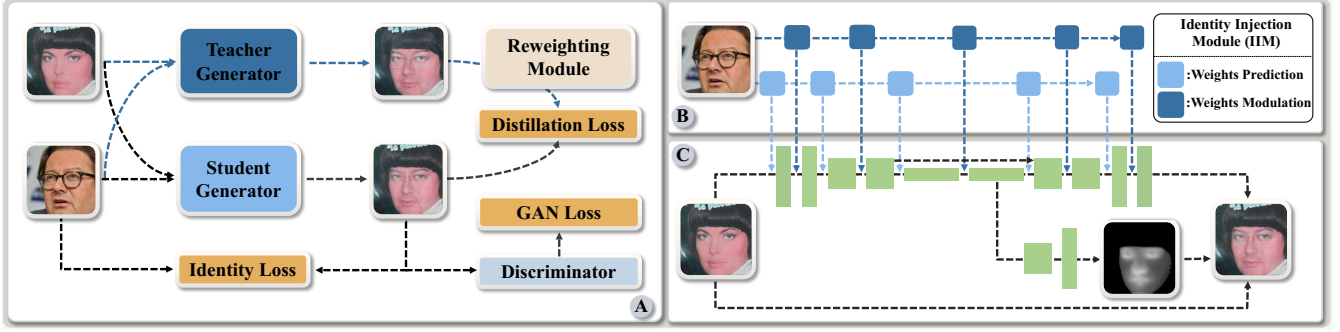 Teacher
Generator
Reweighting
Module
Distillation Loss
Student
Generator
GAN Loss
Identity Loss
Discriminator
A
Identity Injection
Module (IIM)
:Weights Prediction
:Weights Modulation
B
C